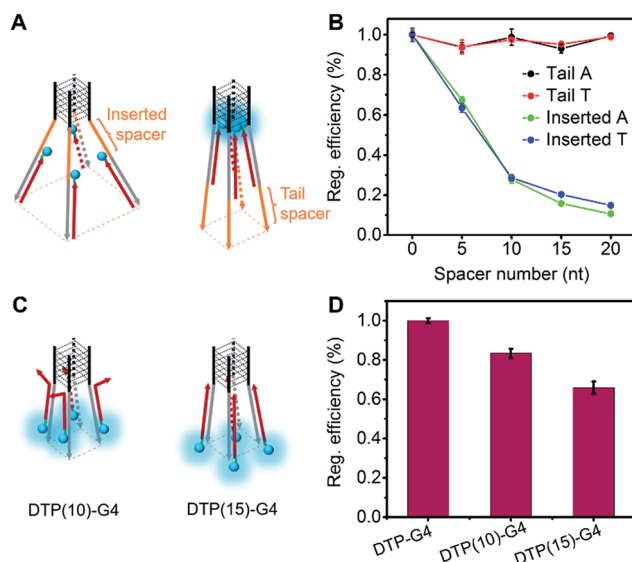 A
Inserted
spacer
Tail
spacer
B
Reg. efficiency (%)
1.0
0.8
0.6
0.4
0.2
0.0
0 5 10 15 20
Spacer number (nt)
Tail A
Tail T
Inserted A
Inserted T
C
DTP(10)-G4
DTP(15)-G4
D
Reg. efficiency (%)
1.0
0.8
0.6
0.4
0.2
0.0
DTP-G4
DTP(10)-G4
DTP(15)-G4